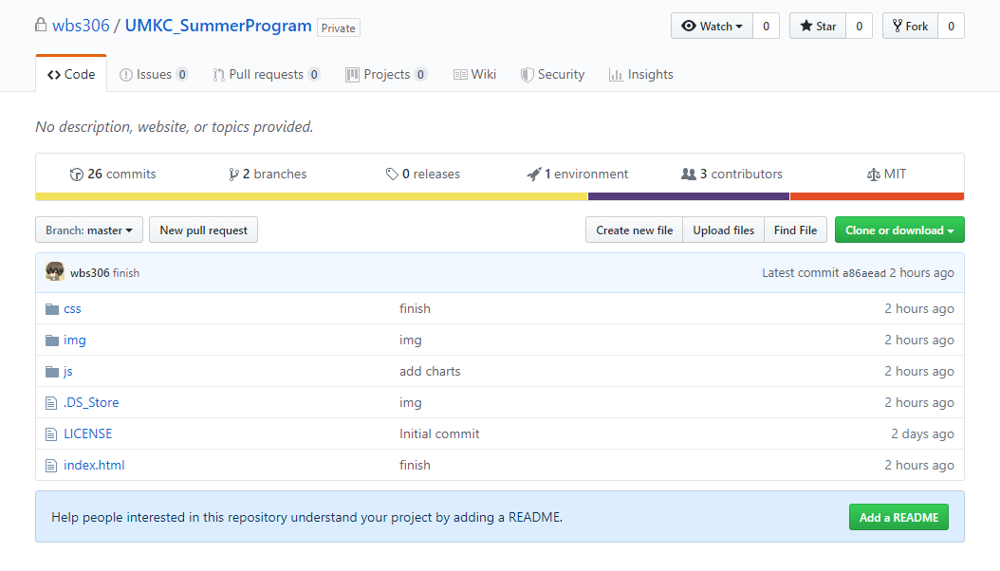 wbs306 / UMKC_SummerProgram Private Watch 0 Star 0 Fork 0
Code Issues 0 Pull requests 0 Projects 0 Wiki Security Insights
No description, website, or topics provided.
26 commits 2 branches 0 releases 1 environment 3 contributors MIT
Branch: master New pull request Create new file Upload files Find File Clone or download
wbs306 finish Latest commit a86aead 2 hours ago
css finish 2 hours ago
img img 2 hours ago
js add charts 2 hours ago
.DS_Store img 2 hours ago
LICENSE Initial commit 2 days ago
index.html finish 2 hours ago
Help people interested in this repository understand your project by adding a README. Add a README